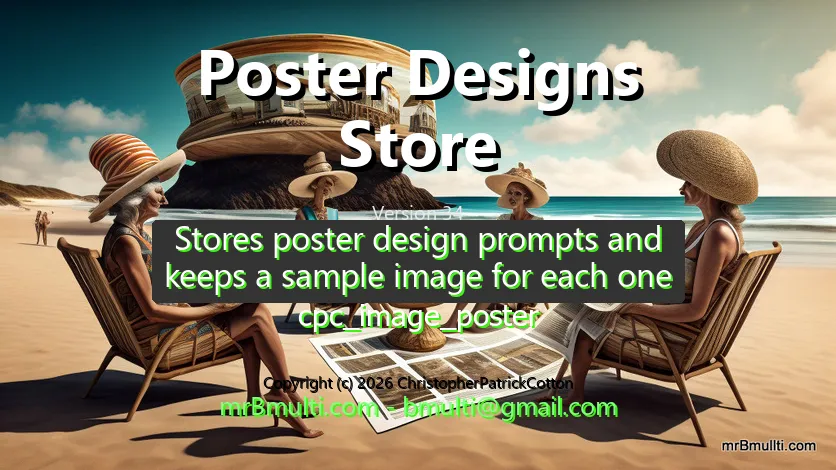 Poster Designs
Store
Version 34
Stores poster design prompts and
keeps a sample image for each one
cpc_image_poster
Copyright (c) 2026 ChristopherPatrickCotton
mrBmulti.com - bmulti@gmail.com
mrBmullti.com